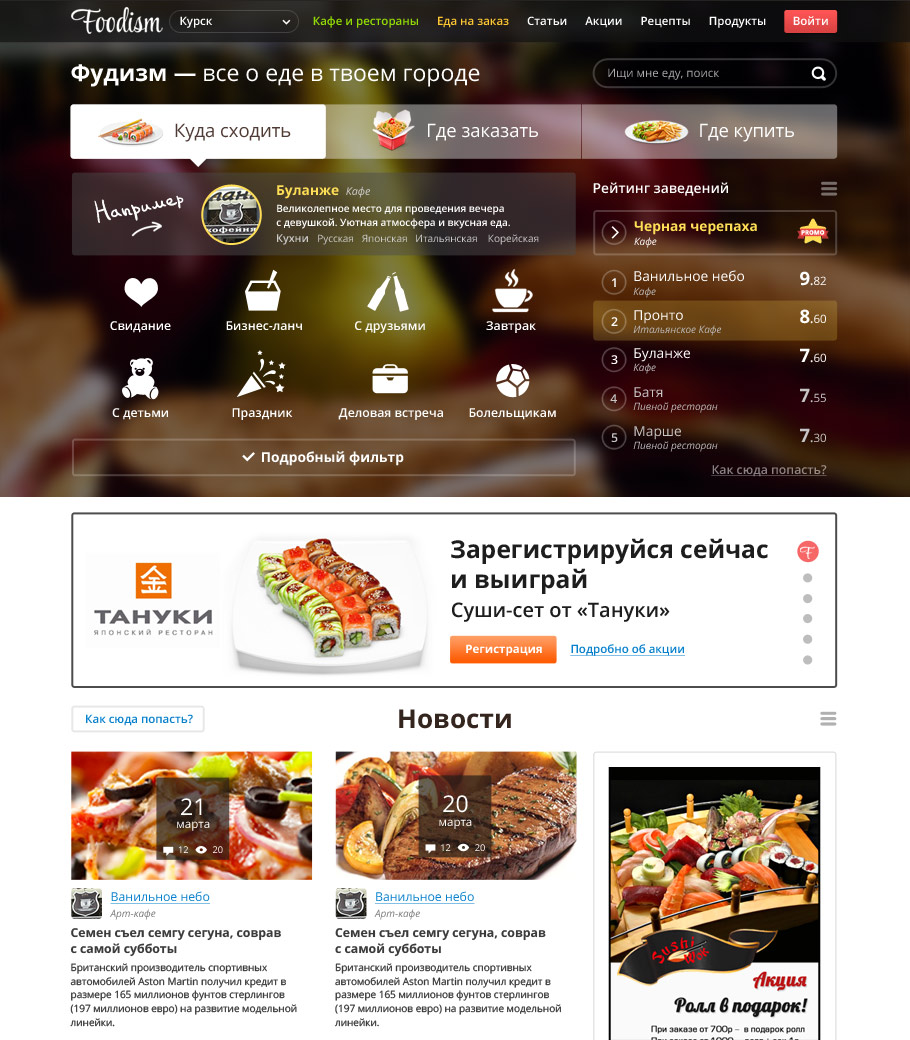 Foodism
Курск
Кафе и рестораны
Еда на заказ
Статьи
Акции
Рецепты
Продукты
Войти
Фудизм — все о еде в твоем городе
Ищи мне еду, поиск
Куда сходить
Где заказать
Где купить
Например
Буланже Кафе
Великолепное место для проведения вечера
с девушкой. Уютная атмосфера и вкусная еда.
Кухни Русская Японская Итальянская Корейская
Свидание
Бизнес-ланч
С друзьями
Завтрак
С детьми
Праздник
Деловая встреча
Болельщикам
Подробный фильтр
Рейтинг заведений
Черная черепаха
Кафе
PROMO
1 Ванильное небо 9.82
Кафе
2 Пронто 8.60
Итальянское Кафе
3 Буланже 7.60
Кафе
4 Батя 7.55
Пивной ресторан
5 Марше 7.30
Пивной ресторан
Как сюда попасть?
金
ТАНУКИ
ЯПОНСКИЙ РЕСТОРАН
Зарегистрируйся сейчас
и выиграй
Суши-сет от «Тануки»
Регистрация
Подробно об акции
Как сюда попасть?
Новости
21
марта
12 20
Ванильное небо
Арт-кафе
Семен съел семгу сегуна, соврав
с самой субботы
Британский производитель спортивных
автомобилей Aston Martin получил кредит в
размере 165 миллионов фунтов стерлингов
(197 миллионов евро) на развитие модельной
линейки.
20
марта
12 20
Ванильное небо
Арт-кафе
Семен съел семгу сегуна, соврав
с самой субботы
Британский производитель спортивных
автомобилей Aston Martin получил кредит в
размере 165 миллионов фунтов стерлингов
(197 миллионов евро) на развитие модельной
линейки.
Sushi
Wok
Акция
Ролл в подарок!
При заказе от 700р – в подарок ролл